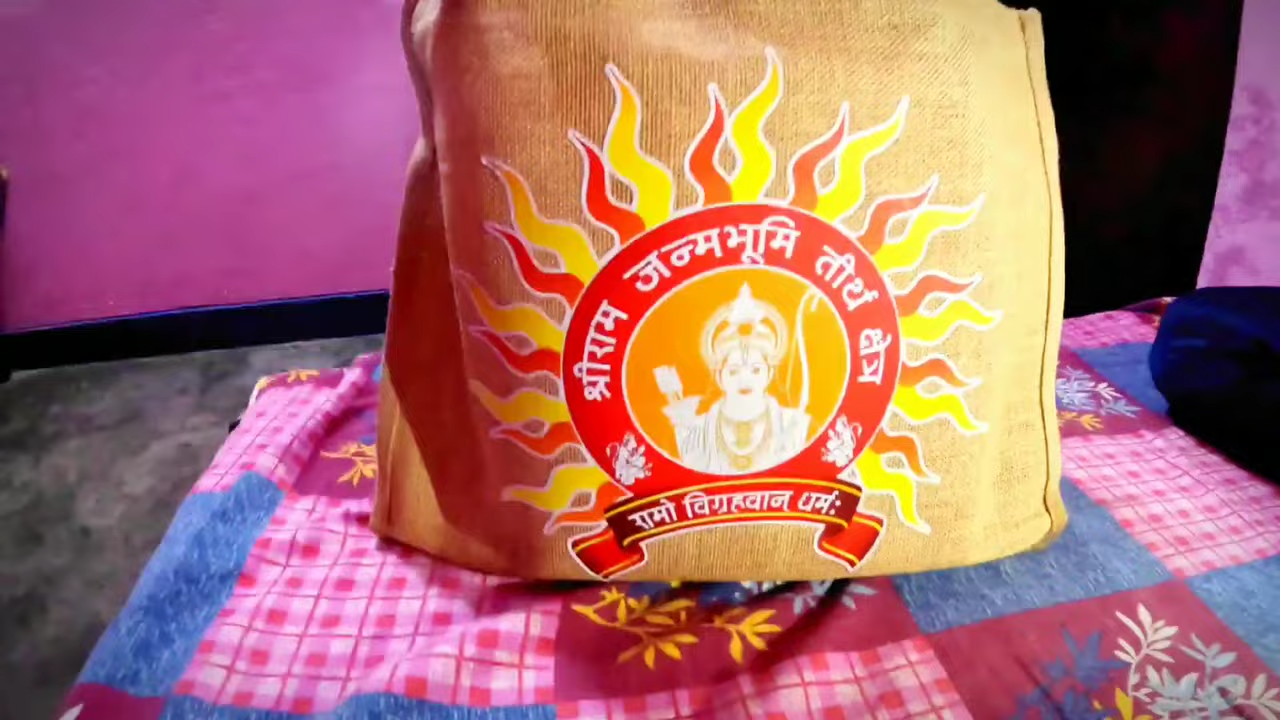 श्रीराम जन्मभूमि तीर्थ क्षेत्र
रामो विग्रहवान् धर्मः